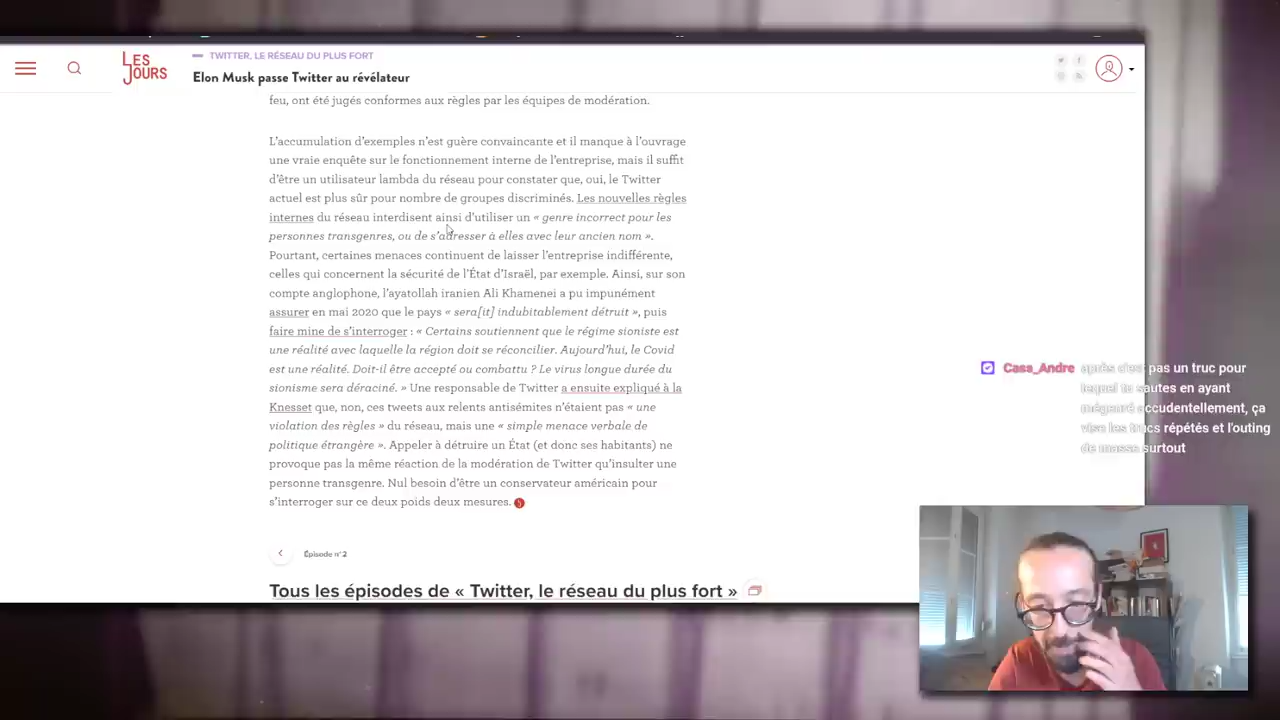 LES
JOURS
TWITTER, LE RÉSEAU DU PLUS FORT
Elon Musk passe Twitter au révélateur
feu, ont été jugés conformes aux règles par les équipes de modération.
L'accumulation d'exemples n'est guère convaincante et il manque à l'ouvrage
une vraie enquête sur le fonctionnement interne de l'entreprise, mais il suffit
d'être un utilisateur lambda du réseau pour constater que, oui, le Twitter
actuel est plus sûr pour nombre de groupes discriminés. Les nouvelles règles
internes du réseau interdisent ainsi d'utiliser un « genre incorrect pour les
personnes transgenres, ou de s'adresser à elles avec leur ancien nom ».
Pourtant, certaines menaces continuent de laisser l'entreprise indifférente,
celles qui concernent la sécurité de l'État d'Israël, par exemple. Ainsi, sur son
compte anglophone, l'ayatollah iranien Ali Khamenei a pu impunément
assurer en mai 2020 que le pays « sera[it] indubitablement détruit », puis
faire mine de s'interroger : « Certains soutiennent que le régime sioniste est
une réalité avec laquelle la région doit se réconcilier. Aujourd'hui, le Covid
est une réalité. Doit-il être accepté ou combattu ? Le virus longue durée du
sionisme sera déraciné. » Une responsable de Twitter a ensuite expliqué à la
Knesset que, non, ces tweets aux relents antisémites n'étaient pas « une
violation des règles » du réseau, mais une « simple menace verbale de
politique étrangère ». Appeler à détruire un État (et donc ses habitants) ne
provoque pas la même réaction de la modération de Twitter qu'insulter une
personne transgenre. Nul besoin d'être un conservateur américain pour
s'interroger sur ce deux poids deux mesures.
Épisode n°2
Tous les épisodes de « Twitter, le réseau du plus fort »
Cass_Andre après c'est pas un truc pour
lequel tu sautes en ayant
mégenré accudentellement, ça
vise les trucs répétés et l'outing
de masse surtout